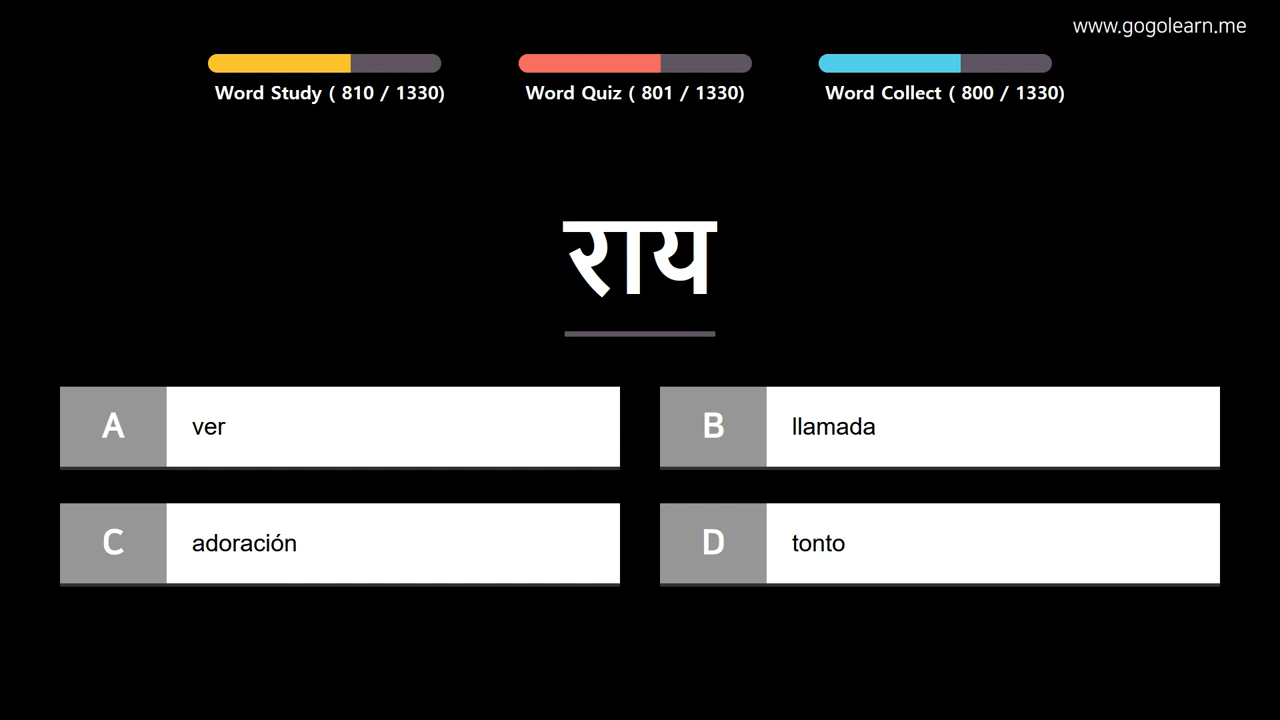 www.gogolearn.me
Word Study ( 810 / 1330)
Word Quiz ( 801 / 1330)
Word Collect ( 800 / 1330)
राय
A ver
B llamada
C adoración
D tonto